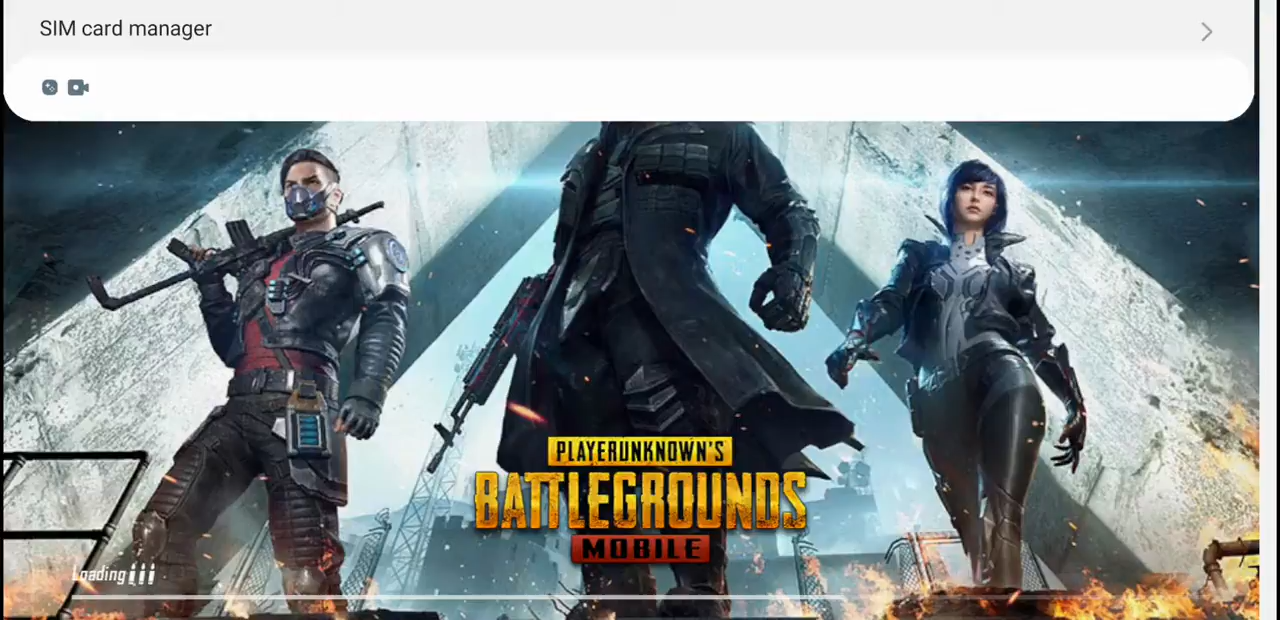 SIM card manager
PLAYERUNKNOWN'S
BATTLEGROUNDS
MOBILE
Loading